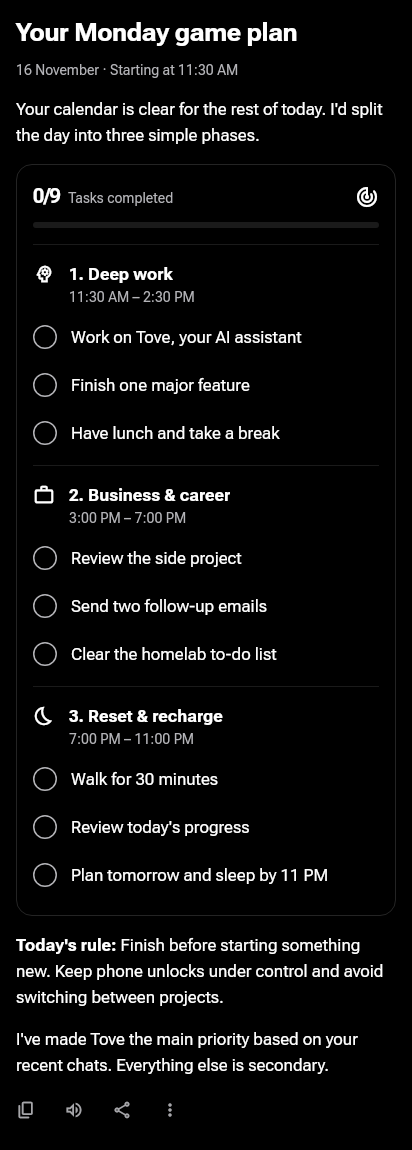 Your Monday game plan
16 November · Starting at 11:30 AM
Your calendar is clear for the rest of today. I'd split
the day into three simple phases.
0/9 Tasks completed
1. Deep work
11:30 AM – 2:30 PM
Work on Tove, your AI assistant
Finish one major feature
Have lunch and take a break
2. Business & career
3:00 PM – 7:00 PM
Review the side project
Send two follow-up emails
Clear the homelab to-do list
3. Reset & recharge
7:00 PM – 11:00 PM
Walk for 30 minutes
Review today's progress
Plan tomorrow and sleep by 11 PM
Today's rule: Finish before starting something
new. Keep phone unlocks under control and avoid
switching between projects.
I've made Tove the main priority based on your
recent chats. Everything else is secondary.